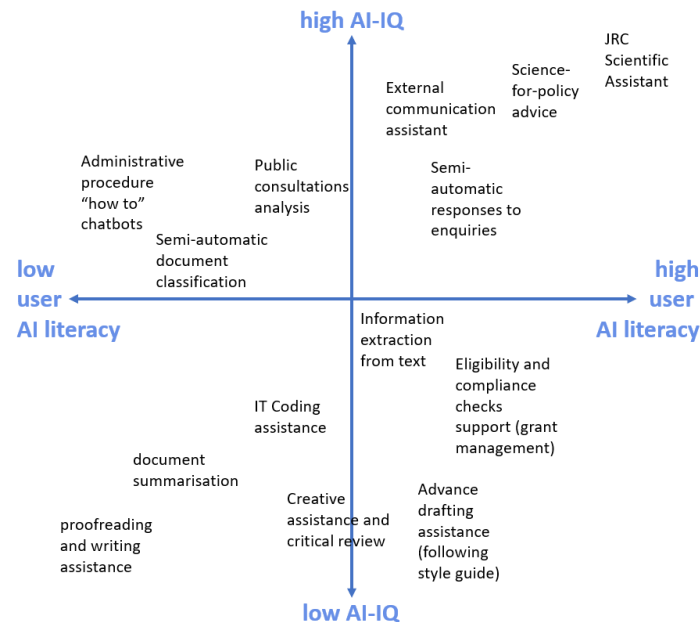 high AI-IQ
JRC
Scientific
Assistant
Science-
for-policy
advice
External
communication
assistant
Administrative
procedure
“how to”
chatbots
Public
consultations
analysis
Semi-
automatic
responses to
enquiries
Semi-automatic
document
classification
low
user
AI literacy
high
user
AI literacy
Information
extraction
from text
Eligibility and
compliance
checks
support (grant
management)
IT Coding
assistance
document
summarisation
Creative
assistance and
critical review
Advance
drafting
assistance
(following
style guide)
proofreading
and writing
assistance
low AI-IQ